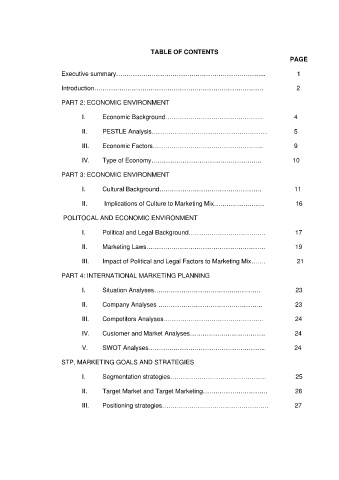 TABLE OF CONTENTS
PAGE
Executive summary........................................................................ 1
Introduction.................................................................................. 2
PART 2: ECONOMIC ENVIRONMENT
I. Economic Background............................................... 4
II. PESTLE Analysis........................................................ 5
III. Economic Factors..................................................... 9
IV. Type of Economy..................................................... 10
PART 3: ECONOMIC ENVIRONMENT
I. Cultural Background................................................. 11
II. Implications of Culture to Marketing Mix......................... 16
POLITOCAL AND ECONOMIC ENVIRONMENT
I. Political and Legal Background..................................... 17
II. Marketing Laws......................................................... 19
III. Impact of Political and Legal Factors to Marketing Mix....... 21
PART 4: INTERNATIONAL MARKETING PLANNING
I. Situation Analyses.................................................... 23
II. Company Analyses .................................................. 23
III. Competitors Analyses................................................ 24
IV. Customer and Market Analyses.................................... 24
V. SWOT Analyses........................................................ 24
STP, MARKETING GOALS AND STRATEGIES
I. Segmentation strategies.............................................. 25
II. Target Market and Target Marketing............................... 26
III. Positioning strategies................................................... 27